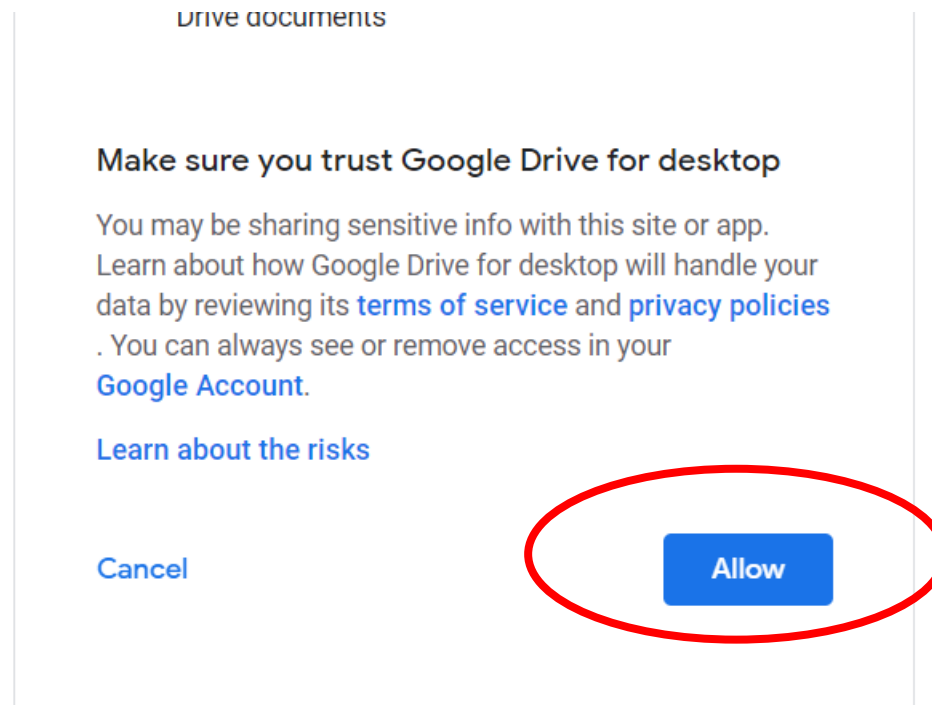 Drive documents
Make sure you trust Google Drive for desktop
You may be sharing sensitive info with this site or app.
Learn about how Google Drive for desktop will handle your
data by reviewing its terms of service and privacy policies
. You can always see or remove access in your
Google Account.
Learn about the risks
Cancel
Allow